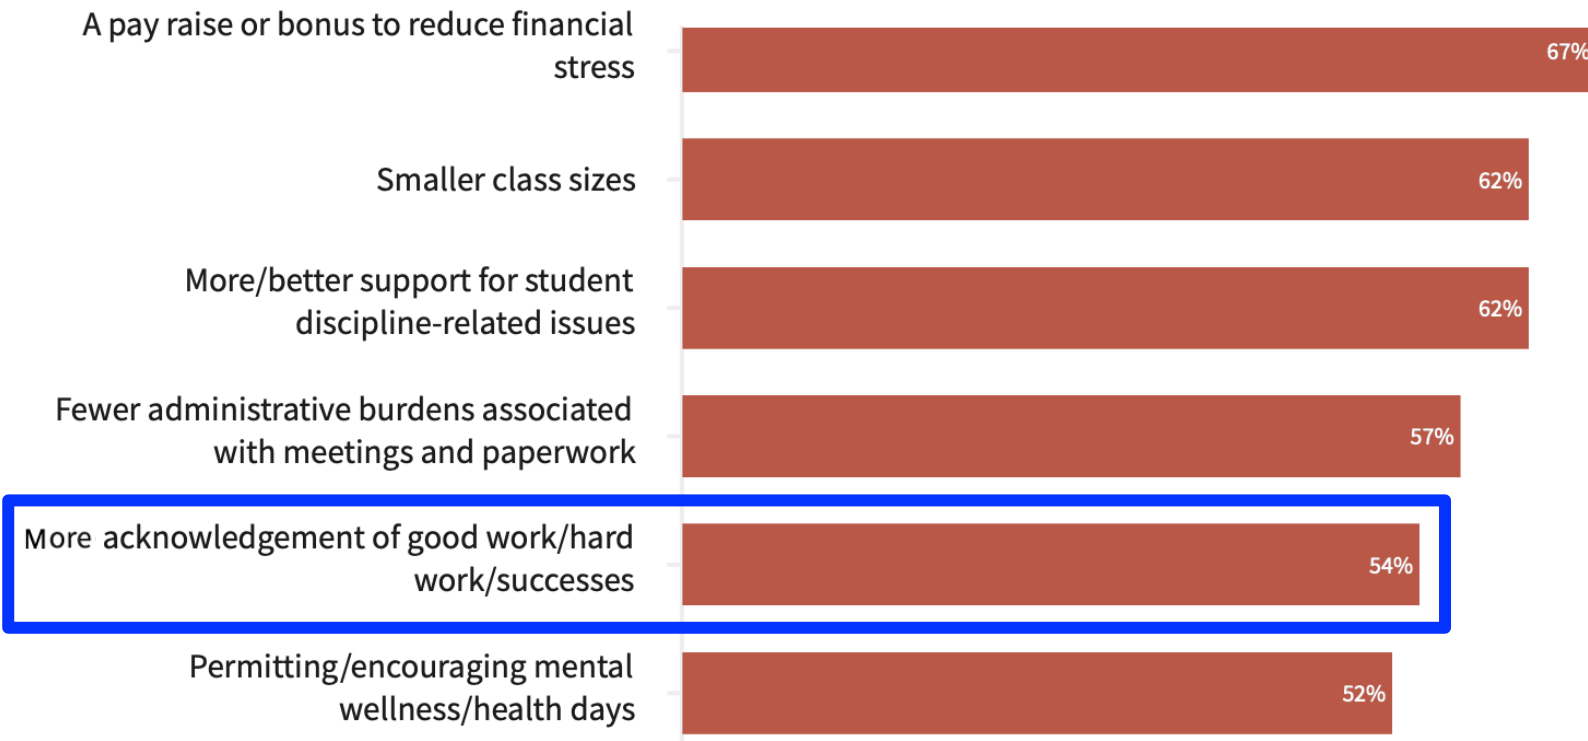 A pay raise or bonus to reduce financial
stress
67%
Smaller class sizes
62%
More/better support for student
discipline-related issues
62%
Fewer administrative burdens associated
with meetings and paperwork
57%
More acknowledgement of good work/hard
work/successes
54%
Permitting/encouraging mental
wellness/health days
52%